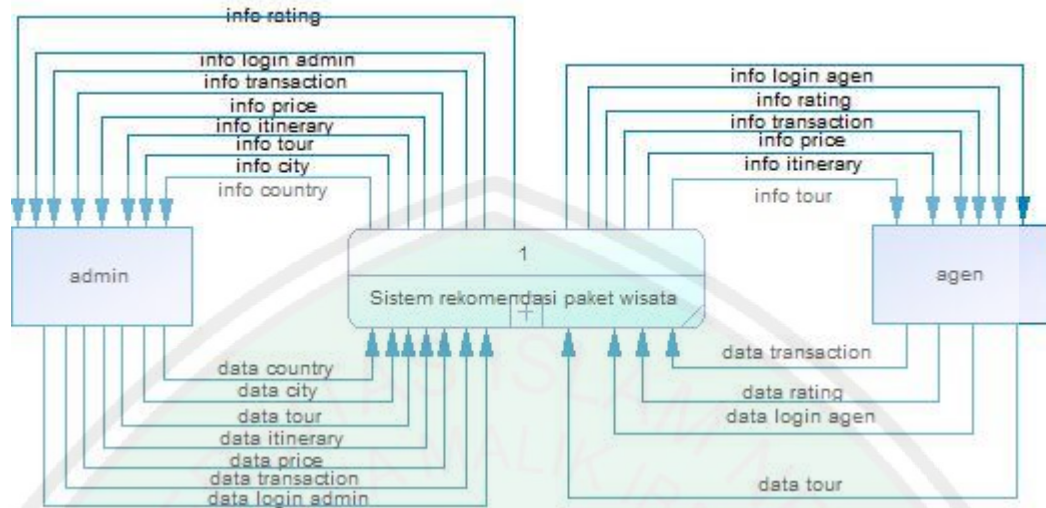 info rating
info login admin
info transaction
info price
info itinerary
info tour
info city
info country
info login agen
info rating
info transaction
info price
info itinerary
info tour
admin
1
Sistem rekomendasi paket wisata
agen
data country
data city
data tour
data itinerary
data price
data transaction
data login admin
data transaction
data rating
data login agen
data tour